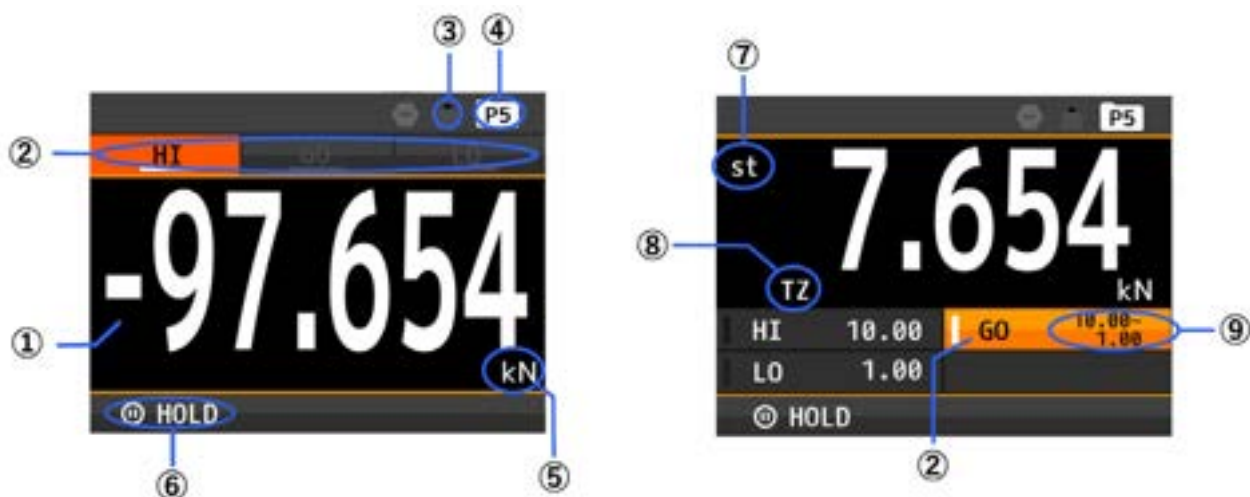 ③ ④
P5
② HI GO LO
-97.654
①
kN
HOLD
⑥ ⑤
⑦
P5
st
7.654
⑧
TZ
kN
HI 10.00
GO 10.00~
1.00
⑨
LO 1.00
HOLD
②